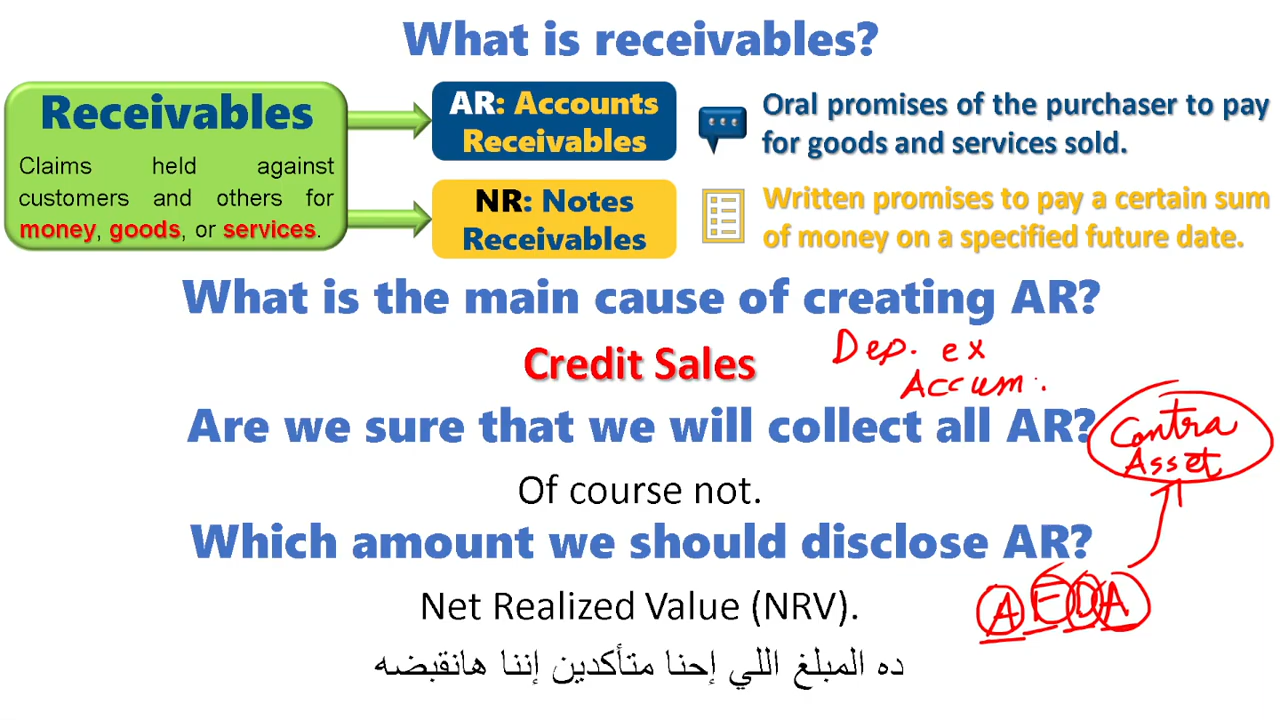 What is receivables?
Receivables
Claims held against
customers and others for
money, goods, or services.
AR: Accounts
Receivables
Oral promises of the purchaser to pay
for goods and services sold.
NR: Notes
Receivables
Written promises to pay a certain sum
of money on a specified future date.
What is the main cause of creating AR?
Credit Sales
Dep. ex
Accum.
Are we sure that we will collect all AR?
Contra
Asset
Of course not.
Which amount we should disclose AR?
Net Realized Value (NRV).
A F D A
ده المبلغ اللي إحنا متأكدين إننا هانقبضه